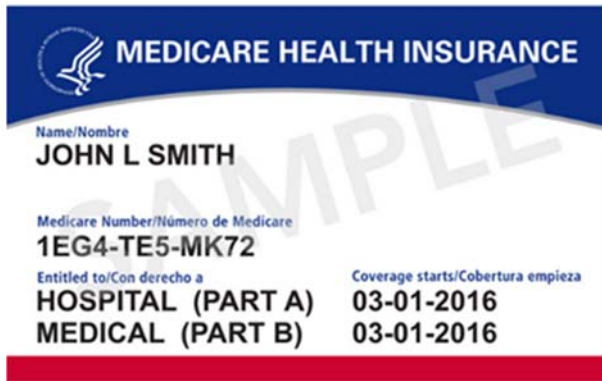 MEDICARE HEALTH INSURANCE
Name/Nombre
JOHN L SMITH
SAMPLE
Medicare Number/Número de Medicare
1EG4-TE5-MK72
Entitled to/Con derecho a Coverage starts/Cobertura empieza
HOSPITAL (PART A) 03-01-2016
MEDICAL (PART B) 03-01-2016